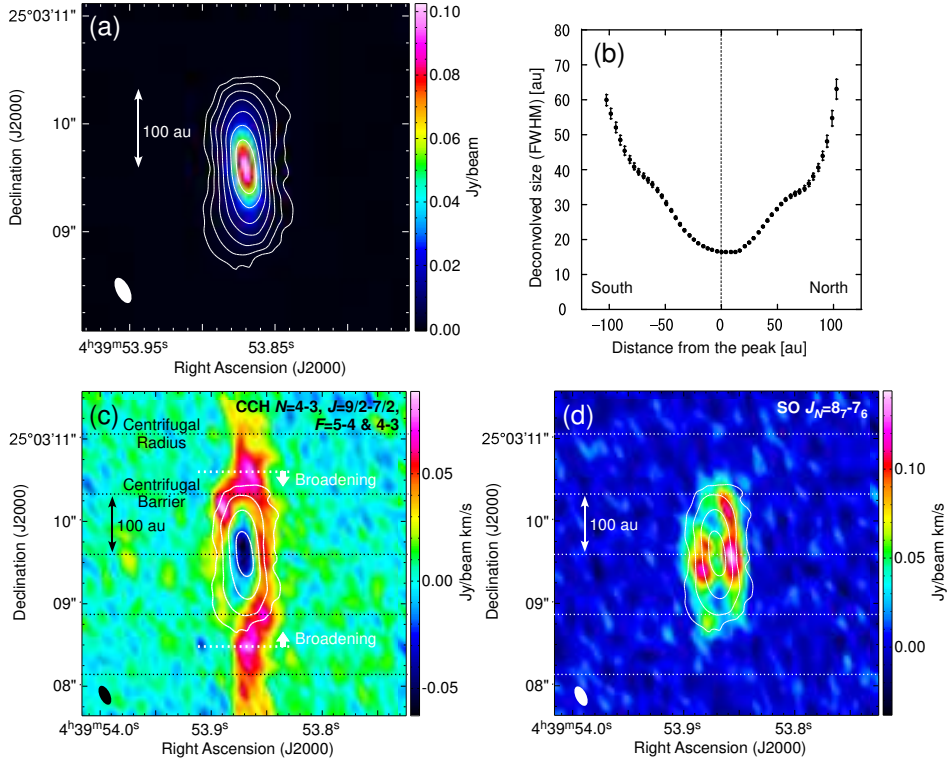 (a)
25°03'11"
10"
09"
Declination (J2000)
100 au
4ʰ39ᵐ53.95ˢ
53.85ˢ
Right Ascension (J2000)
0.10
0.08
0.06
0.04
0.02
0.00
Jy/beam
(b)
80
70
60
50
40
30
20
10
0
Deconvolved size (FWHM) [au]
South
North
−100
−50
0
50
100
Distance from the peak [au]
(c)
CCH N=4-3, J=9/2-7/2,
F=5-4 & 4-3
Centrifugal
Radius
Broadening
Centrifugal
Barrier
100 au
Broadening
25°03'11"
10"
09"
08"
Declination (J2000)
4ʰ39ᵐ54.0ˢ
53.9ˢ
53.8ˢ
Right Ascension (J2000)
0.05
0.00
-0.05
Jy/beam km/s
(d)
SO J_N=8₇-7₆
100 au
25°03'11"
10"
09"
08"
Declination (J2000)
4ʰ39ᵐ54.0ˢ
53.9ˢ
53.8ˢ
Right Ascension (J2000)
0.10
0.05
0.00
Jy/beam km/s